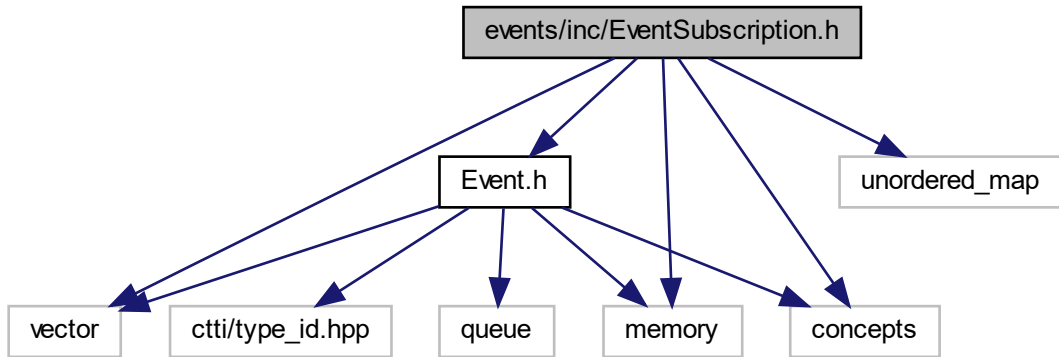 events/inc/EventSubscription.h
Event.h
unordered_map
vector
ctti/type_id.hpp
queue
memory
concepts